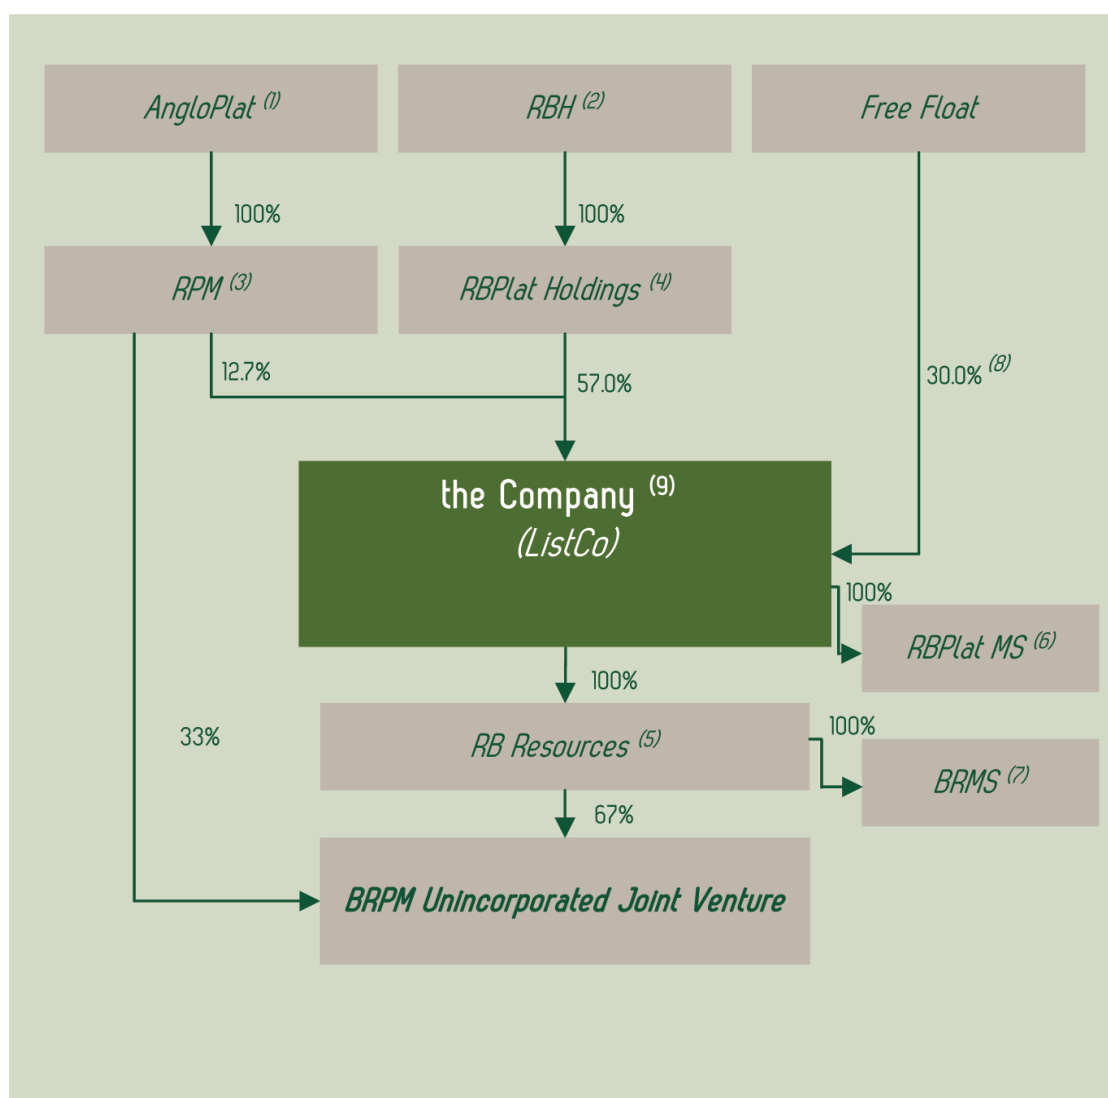 AngloPlat (1)
RBH (2)
Free Float
100%
100%
RPM (3)
RBPlat Holdings (4)
12.7%
57.0%
30.0% (8)
the Company (9)
(ListCo)
100%
RBPlat MS (6)
100%
33%
RB Resources (5)
100%
BRMS (7)
67%
BRPM Unincorporated Joint Venture